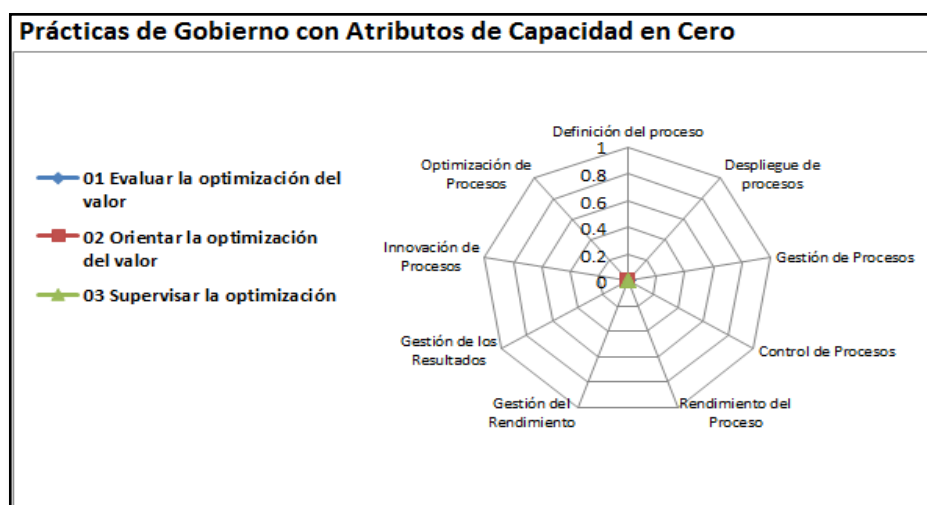 Prácticas de Gobierno con Atributos de Capacidad en Cero
01 Evaluar la optimización del
valor
02 Orientar la optimización
del valor
03 Supervisar la optimización
Definición del proceso
Despliegue de
procesos
Gestión de Procesos
Control de Procesos
Rendimiento del
Proceso
Gestión del
Rendimiento
Gestión de los
Resultados
Innovación de
Procesos
Optimización de
Procesos
1
0.8
0.6
0.4
0.2
0